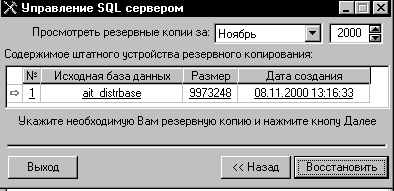 Управление SQL сервером
Просмотреть резервные копии за: Ноябрь 2000
Содержимое штатного устройства резервного копирования:
№ Исходная база данных Размер Дата создания
1 ait_distrbase 9973248 08.11.2000 13:16:33
Укажите необходимую Вам резервную копию и нажмите кнопу Далее
Выход << Назад Восстановить